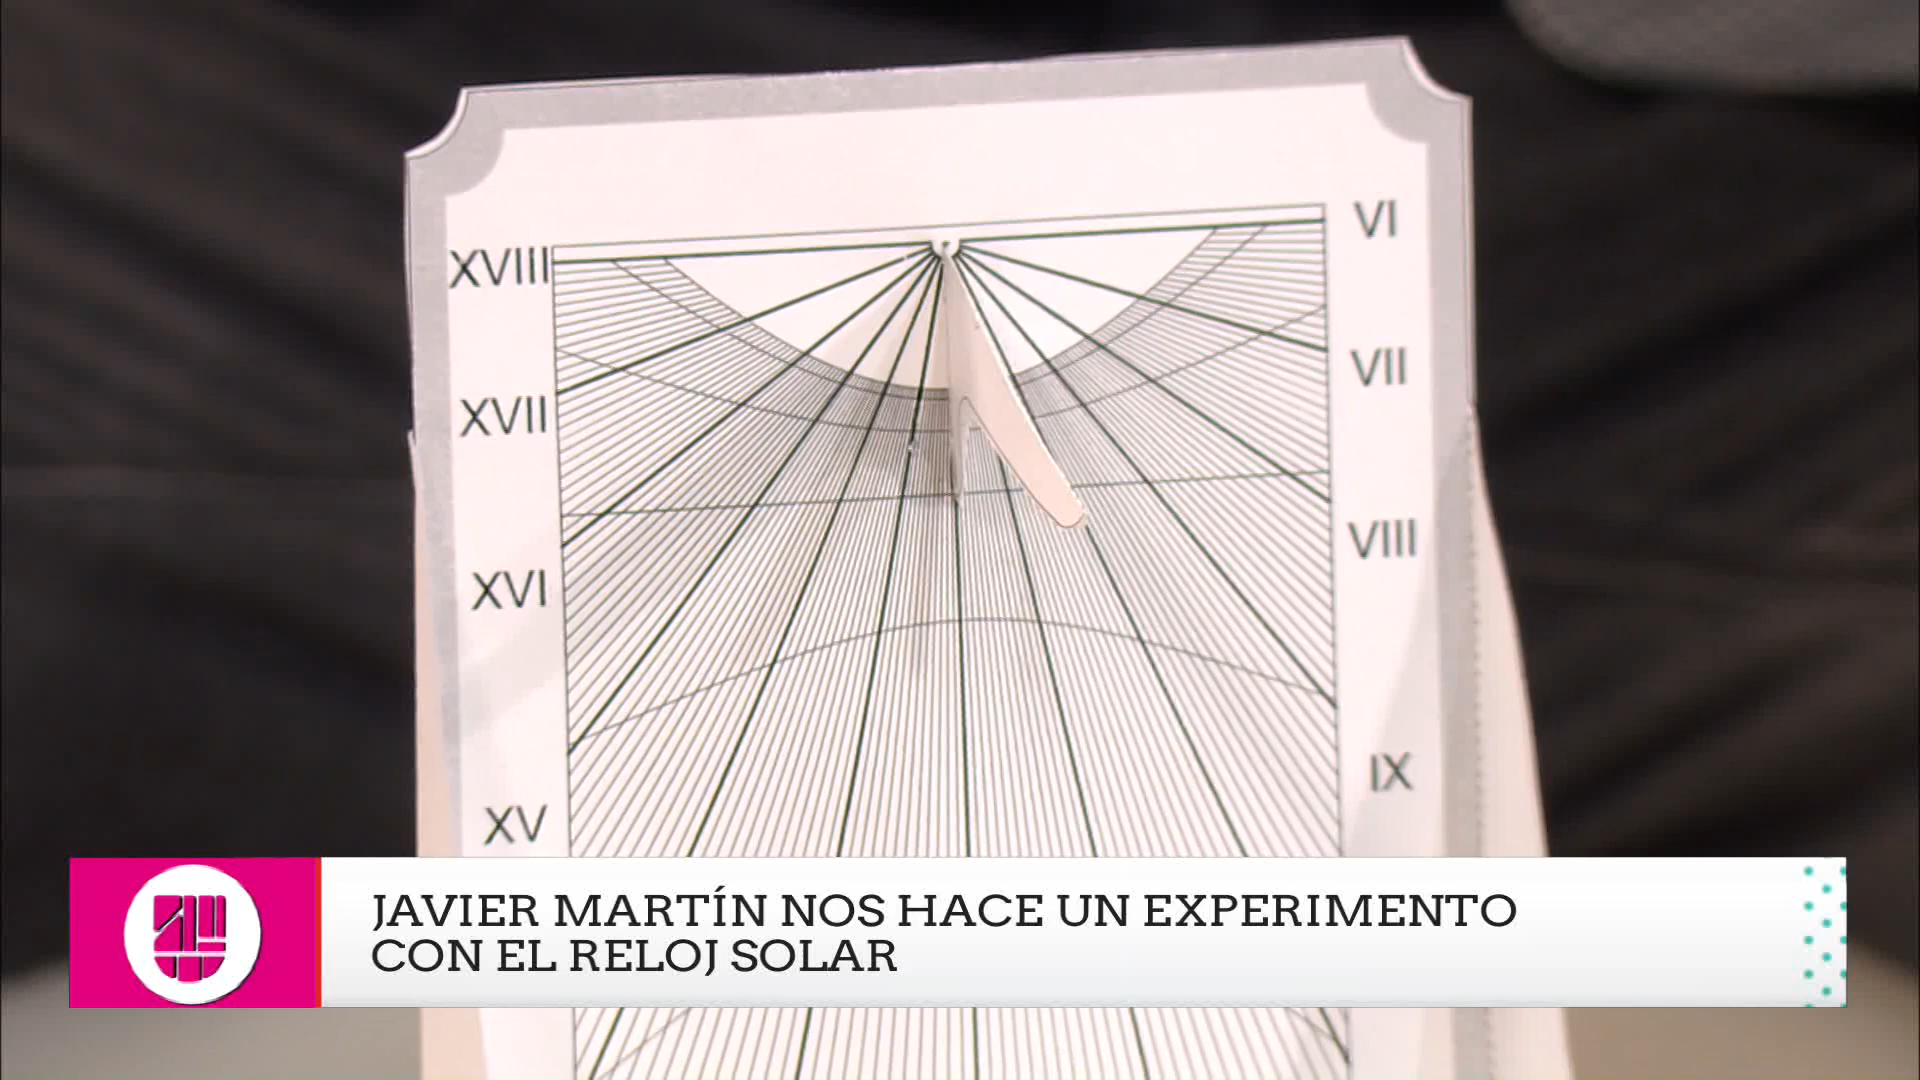 VI
XVIII
VII
XVII
VIII
XVI
IX
XV
JAVIER MARTÍN NOS HACE UN EXPERIMENTO
CON EL RELOJ SOLAR